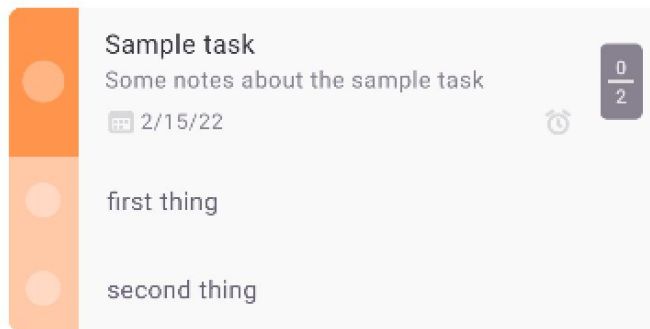 Sample task
Some notes about the sample task
0
2
2/15/22
first thing
second thing